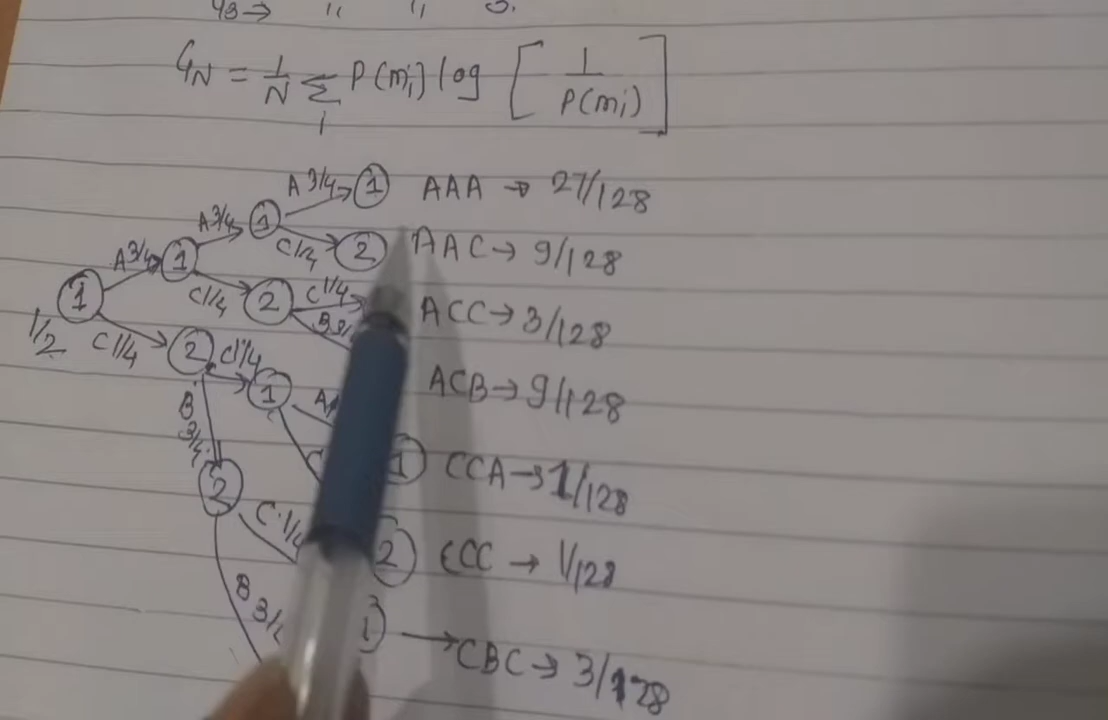 G_N = 1/N Σ_i P(mi) log [ 1 / P(mi) ]
A 3/4 1 AAA → 27/128
A 3/4 1
C 1/4 2 AAC → 9/128
A 3/4 1
C 1/4 2 C 1/4 ACC → 3/128
1
1/2 C 1/4 2 C 1/4 1
B
ACB → 9/128
B 3/4
A
C
1 CCA → 1/128
2
C 1/4
2 CCC → 1/128
B 3/4
1 → CBC → 3/128